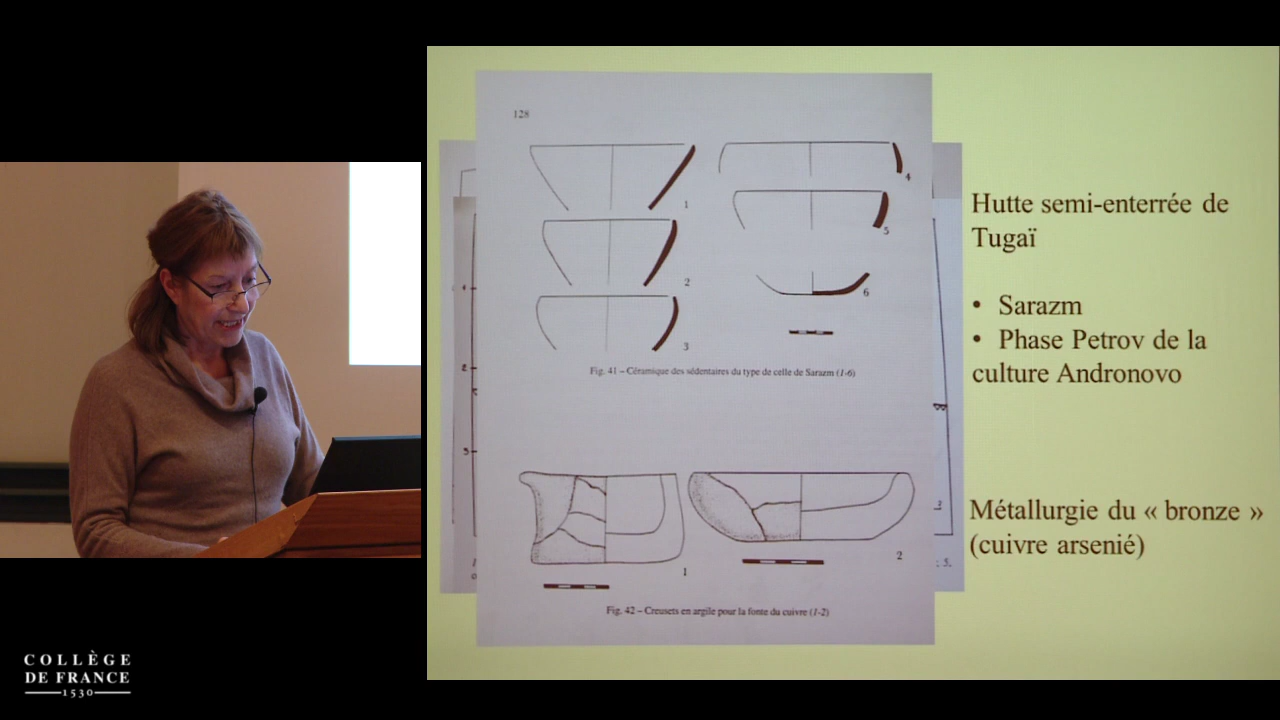 128
1
2
3
4
5
6
Fig. 41 – Céramique des sédentaires du type de celle de Sarazm (1-6)
1
2
Fig. 42 – Creusets en argile pour la fonte du cuivre (1-2)
Hutte semi-enterrée de
Tugaï
• Sarazm
• Phase Petrov de la
culture Andronovo
Métallurgie du « bronze »
(cuivre arsenié)
COLLÈGE
DE FRANCE
1530